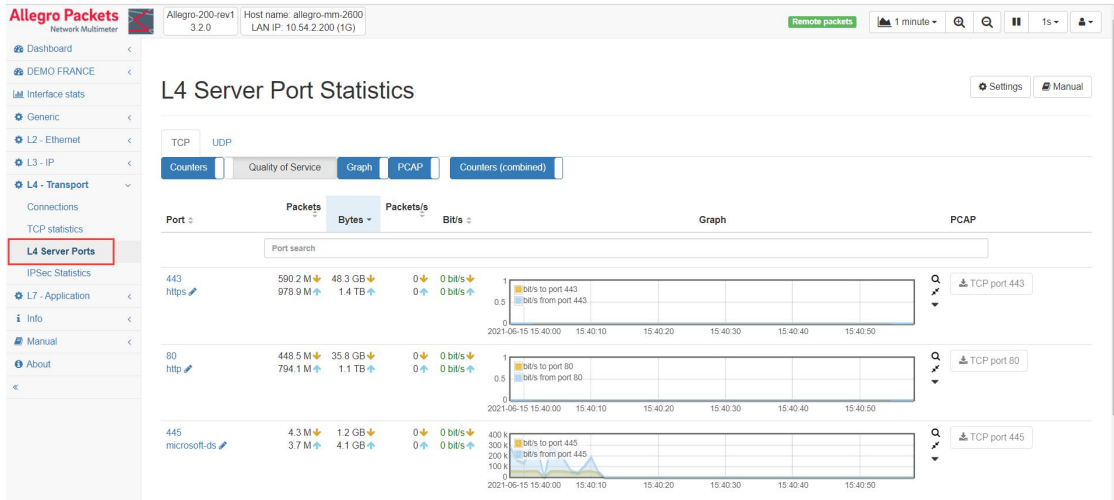 Allegro Packets
Network Multimeter
Allegro-200-rev1
3.2.0
Host name: allegro-mm-2600
LAN IP: 10.54.2.200 (1G)
Remote packets
1 minute
1s
Dashboard
DEMO FRANCE
Interface stats
Generic
L2 - Ethernet
L3 - IP
L4 - Transport
Connections
TCP statistics
L4 Server Ports
IPSec Statistics
L7 - Application
Info
Manual
About
«
L4 Server Port Statistics
Settings
Manual
TCP UDP
Counters Quality of Service Graph PCAP Counters (combined)
Port Packets Bytes Packets/s Bit/s Graph PCAP
Port search
443 590.2 M 48.3 GB 0 0 bit/s
https 978.9 M 1.4 TB 0 0 bit/s
1
0.5
0
bit/s to port 443
bit/s from port 443
2021-06-15 15:40:00 15:40:10 15:40:20 15:40:30 15:40:40 15:40:50
TCP port 443
80 448.5 M 35.8 GB 0 0 bit/s
http 794.1 M 1.1 TB 0 0 bit/s
1
0.5
0
bit/s to port 80
bit/s from port 80
2021-06-15 15:40:00 15:40:10 15:40:20 15:40:30 15:40:40 15:40:50
TCP port 80
445 4.3 M 1.2 GB 0 0 bit/s
microsoft-ds 3.7 M 4.1 GB 0 0 bit/s
400 k
300 k
200 k
100 k
0
bit/s to port 445
bit/s from port 445
2021-06-15 15:40:00 15:40:10 15:40:20 15:40:30 15:40:40 15:40:50
TCP port 445